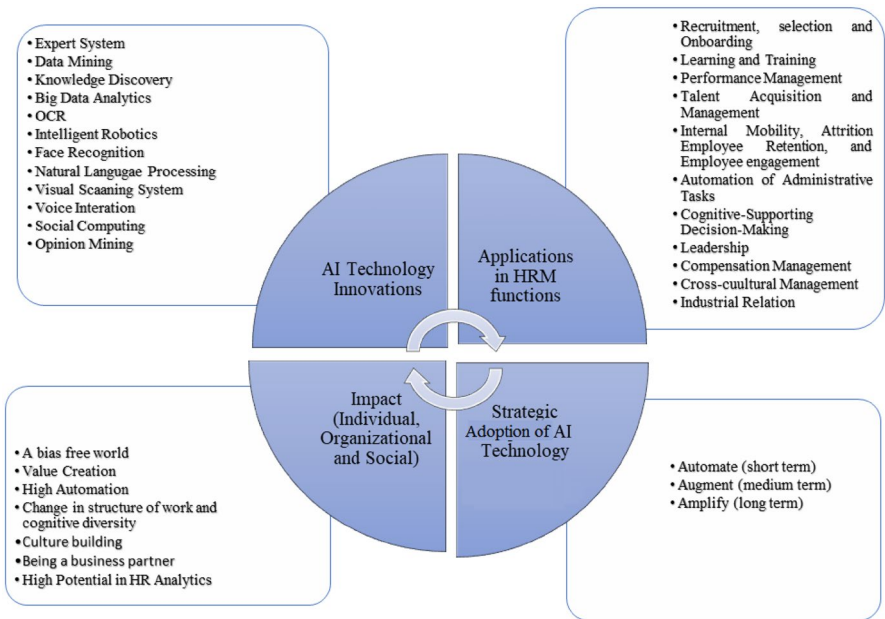 • Expert System
• Data Mining
• Knowledge Discovery
• Big Data Analytics
• OCR
• Intelligent Robotics
• Face Recognition
• Natural Langugae Processing
• Visual Scaaning System
• Voice Interation
• Social Computing
• Opinion Mining
• Recruitment, selection and
Onboarding
• Learning and Training
• Performance Management
• Talent Acquisition and
Management
• Internal Mobility, Attrition
Employee Retention, and
Employee engagement
• Automation of Administrative
Tasks
• Cognitive-Supporting
Decision-Making
• Leadership
• Compensation Management
• Cross-cuultural Management
• Industrial Relation
AI Technology
Innovations
Applications
in HRM
functions
Impact
(Individual,
Organizational
and Social)
Strategic
Adoption of AI
Technology
• A bias free world
• Value Creation
• High Automation
• Change in structure of work and
cognitive diversity
• Culture building
• Being a business partner
• High Potential in HR Analytics
• Automate (short term)
• Augment (medium term)
• Amplify (long term)